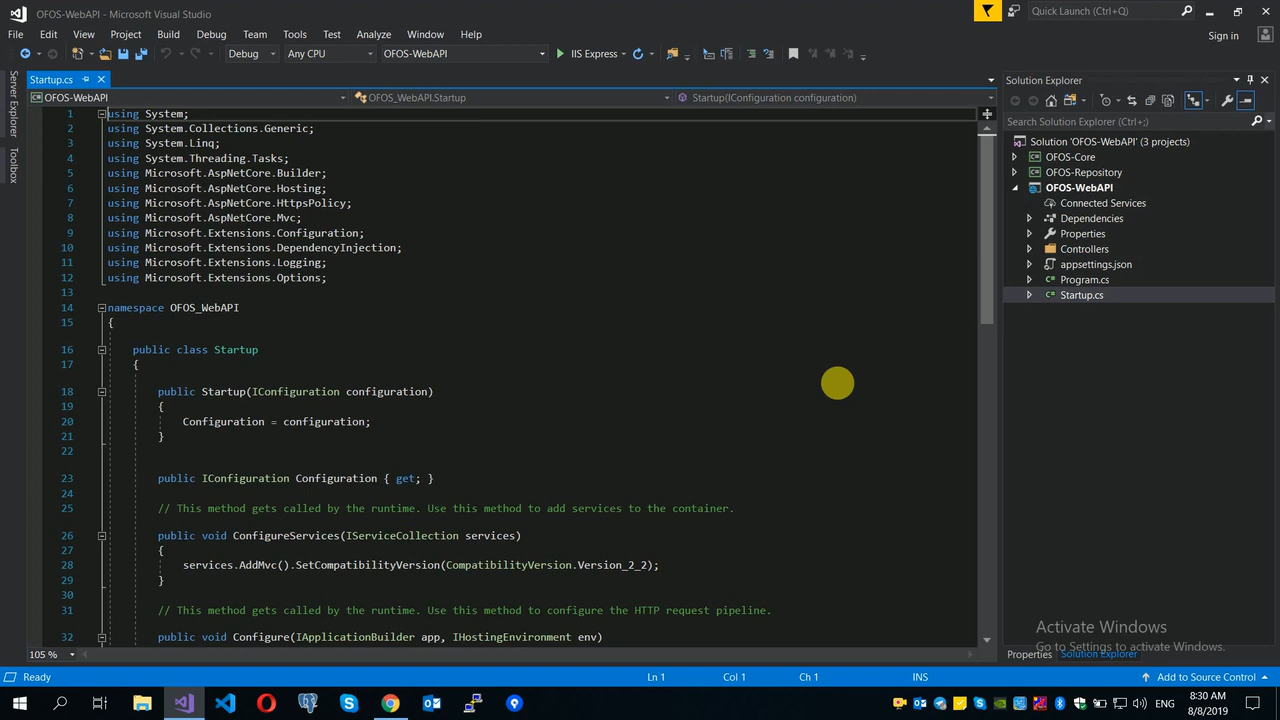 OFOS-WebAPI - Microsoft Visual Studio
Quick Launch (Ctrl+Q)
File Edit View Project Build Debug Team Tools Test Analyze Window Help
Sign in
Debug Any CPU OFOS-WebAPI IIS Express
Server Explorer
Toolbox
Startup.cs
OFOS-WebAPI OFOS_WebAPI.Startup Startup(IConfiguration configuration)
1 using System;
2 using System.Collections.Generic;
3 using System.Linq;
4 using System.Threading.Tasks;
5 using Microsoft.AspNetCore.Builder;
6 using Microsoft.AspNetCore.Hosting;
7 using Microsoft.AspNetCore.HttpsPolicy;
8 using Microsoft.AspNetCore.Mvc;
9 using Microsoft.Extensions.Configuration;
10 using Microsoft.Extensions.DependencyInjection;
11 using Microsoft.Extensions.Logging;
12 using Microsoft.Extensions.Options;
13
14 namespace OFOS_WebAPI
15 {
16 public class Startup
17 {
18 public Startup(IConfiguration configuration)
19 {
20 Configuration = configuration;
21 }
22
23 public IConfiguration Configuration { get; }
24
25 // This method gets called by the runtime. Use this method to add services to the container.
26 public void ConfigureServices(IServiceCollection services)
27 {
28 services.AddMvc().SetCompatibilityVersion(CompatibilityVersion.Version_2_2);
29 }
30
31 // This method gets called by the runtime. Use this method to configure the HTTP request pipeline.
32 public void Configure(IApplicationBuilder app, IHostingEnvironment env)
105 %
Solution Explorer
Search Solution Explorer (Ctrl+;)
Solution 'OFOS-WebAPI' (3 projects)
OFOS-Core
OFOS-Repository
OFOS-WebAPI
Connected Services
Dependencies
Properties
Controllers
appsettings.json
Program.cs
Startup.cs
Activate Windows
Go to Settings to activate Windows.
Properties Solution Explorer
Ready Ln 1 Col 1 Ch 1 INS Add to Source Control
ENG
8:30 AM
8/8/2019